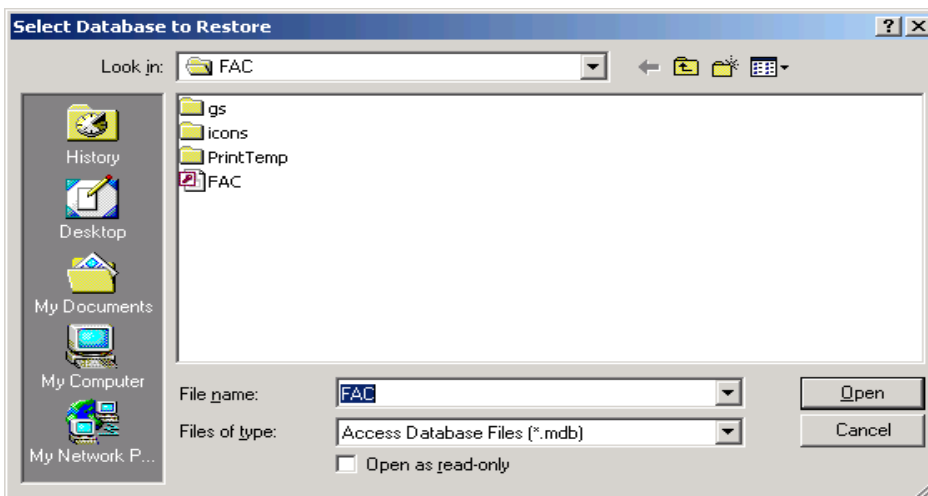 Select Database to Restore
Look in: FAC
gs
icons
PrintTemp
FAC
History
Desktop
My Documents
My Computer
My Network P...
File name: FAC Open
Files of type: Access Database Files (*.mdb) Cancel
Open as read-only